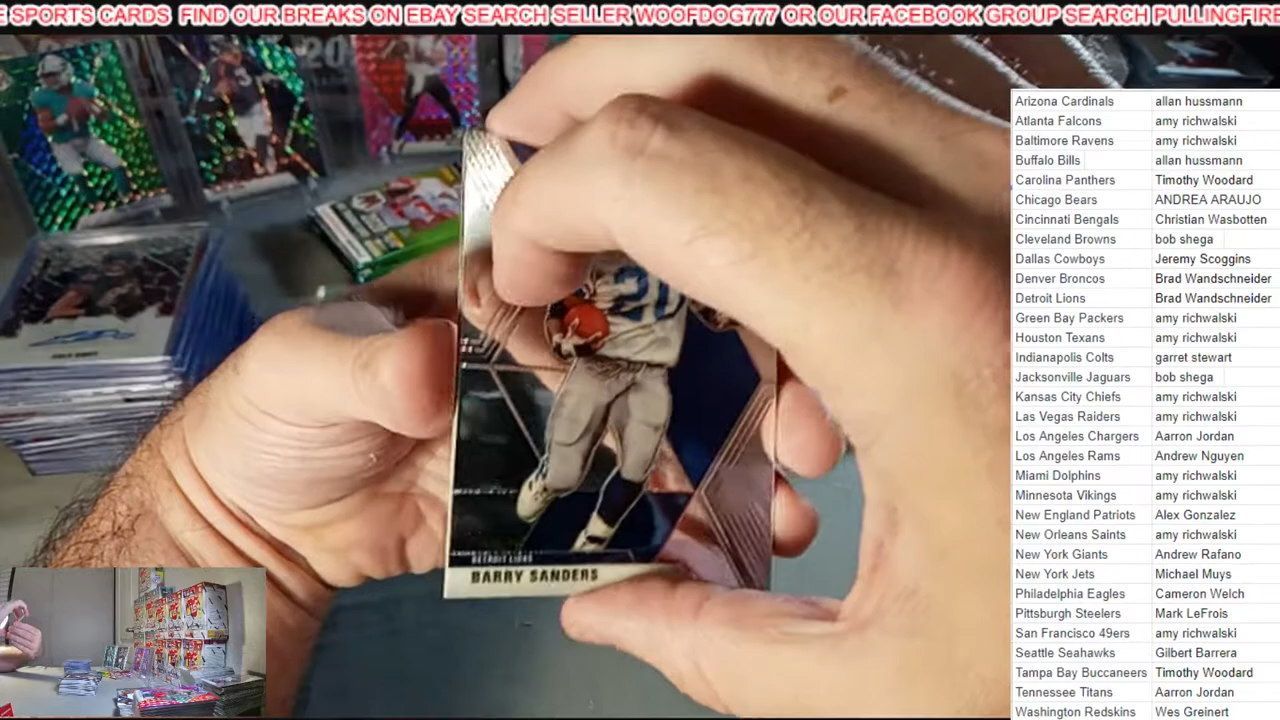 E SPORTS CARDS FIND OUR BREAKS ON EBAY SEARCH SELLER WOOFDOG777 OR OUR FACEBOOK GROUP SEARCH PULLINGFIRE
Arizona Cardinals allan hussmann
Atlanta Falcons amy richwalski
Baltimore Ravens amy richwalski
Buffalo Bills allan hussmann
Carolina Panthers Timothy Woodard
Chicago Bears ANDREA ARAUJO
Cincinnati Bengals Christian Wasbotten
Cleveland Browns bob shega
Dallas Cowboys Jeremy Scoggins
Denver Broncos Brad Wandschneider
Detroit Lions Brad Wandschneider
Green Bay Packers amy richwalski
Houston Texans amy richwalski
Indianapolis Colts garret stewart
Jacksonville Jaguars bob shega
Kansas City Chiefs amy richwalski
Las Vegas Raiders amy richwalski
Los Angeles Chargers Aarron Jordan
Los Angeles Rams Andrew Nguyen
Miami Dolphins amy richwalski
Minnesota Vikings amy richwalski
New England Patriots Alex Gonzalez
New Orleans Saints amy richwalski
New York Giants Andrew Rafano
New York Jets Michael Muys
Philadelphia Eagles Cameron Welch
Pittsburgh Steelers Mark LeFrois
San Francisco 49ers amy richwalski
Seattle Seahawks Gilbert Barrera
Tampa Bay Buccaneers Timothy Woodard
Tennessee Titans Aarron Jordan
Washington Redskins Wes Greinert
20
DETROIT LIONS
BARRY SANDERS